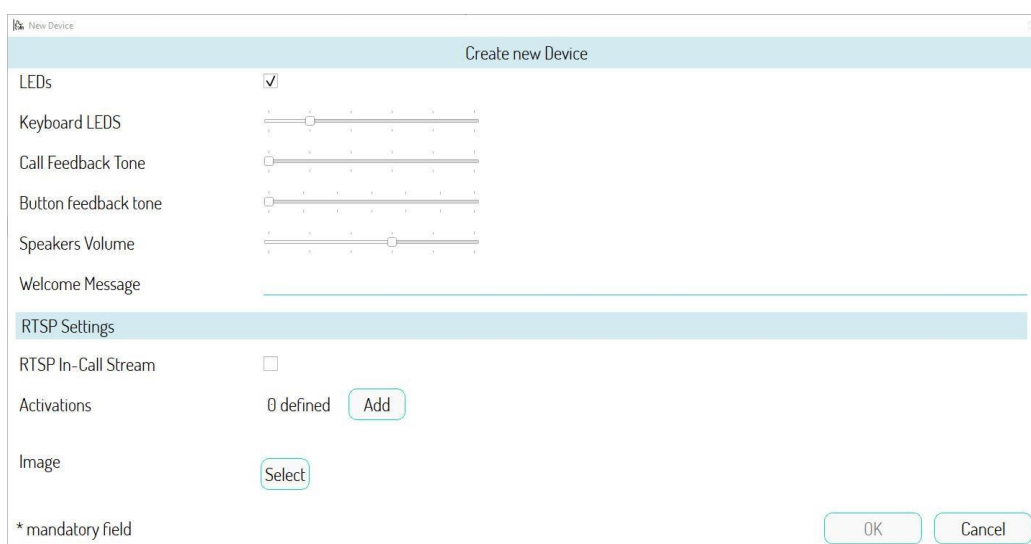 New Device
Create new Device
LEDs
Keyboard LEDS
Call Feedback Tone
Button feedback tone
Speakers Volume
Welcome Message
RTSP Settings
RTSP In-Call Stream
Activations 0 defined Add
Image Select
* mandatory field OK Cancel